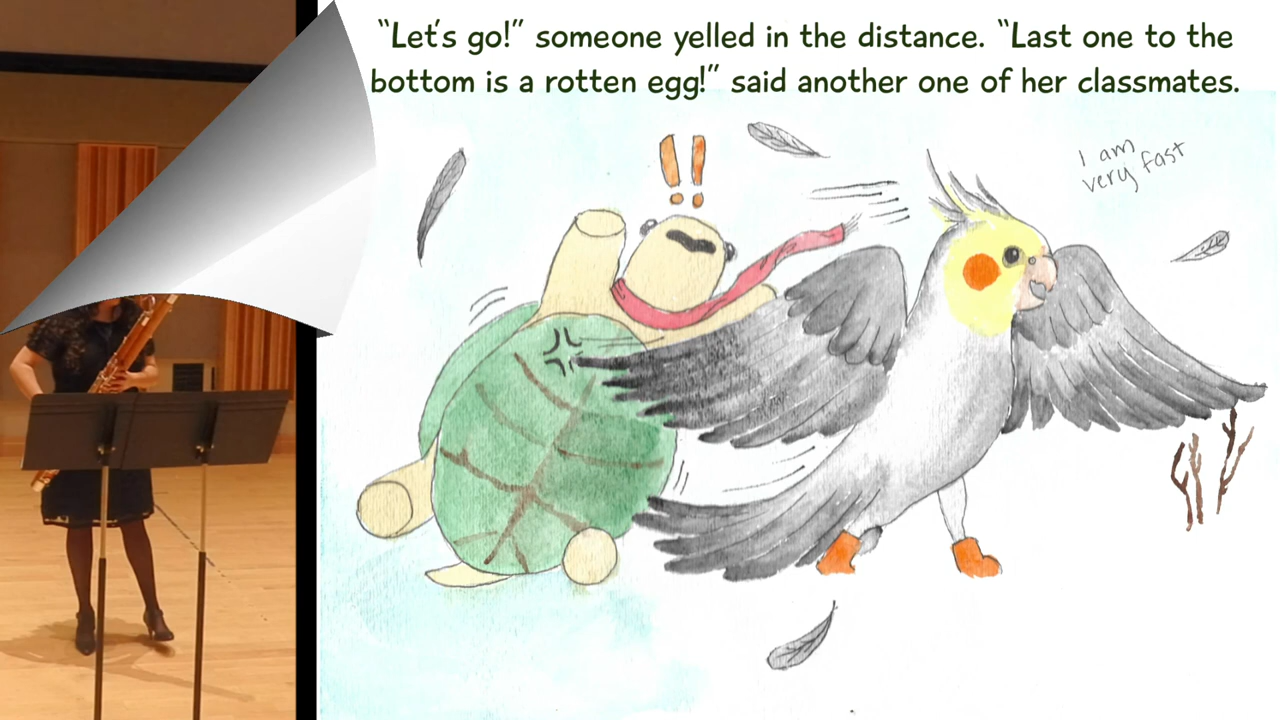 “Let’s go!” someone yelled in the distance. “Last one to the
bottom is a rotten egg!” said another one of her classmates.
I am
very fast